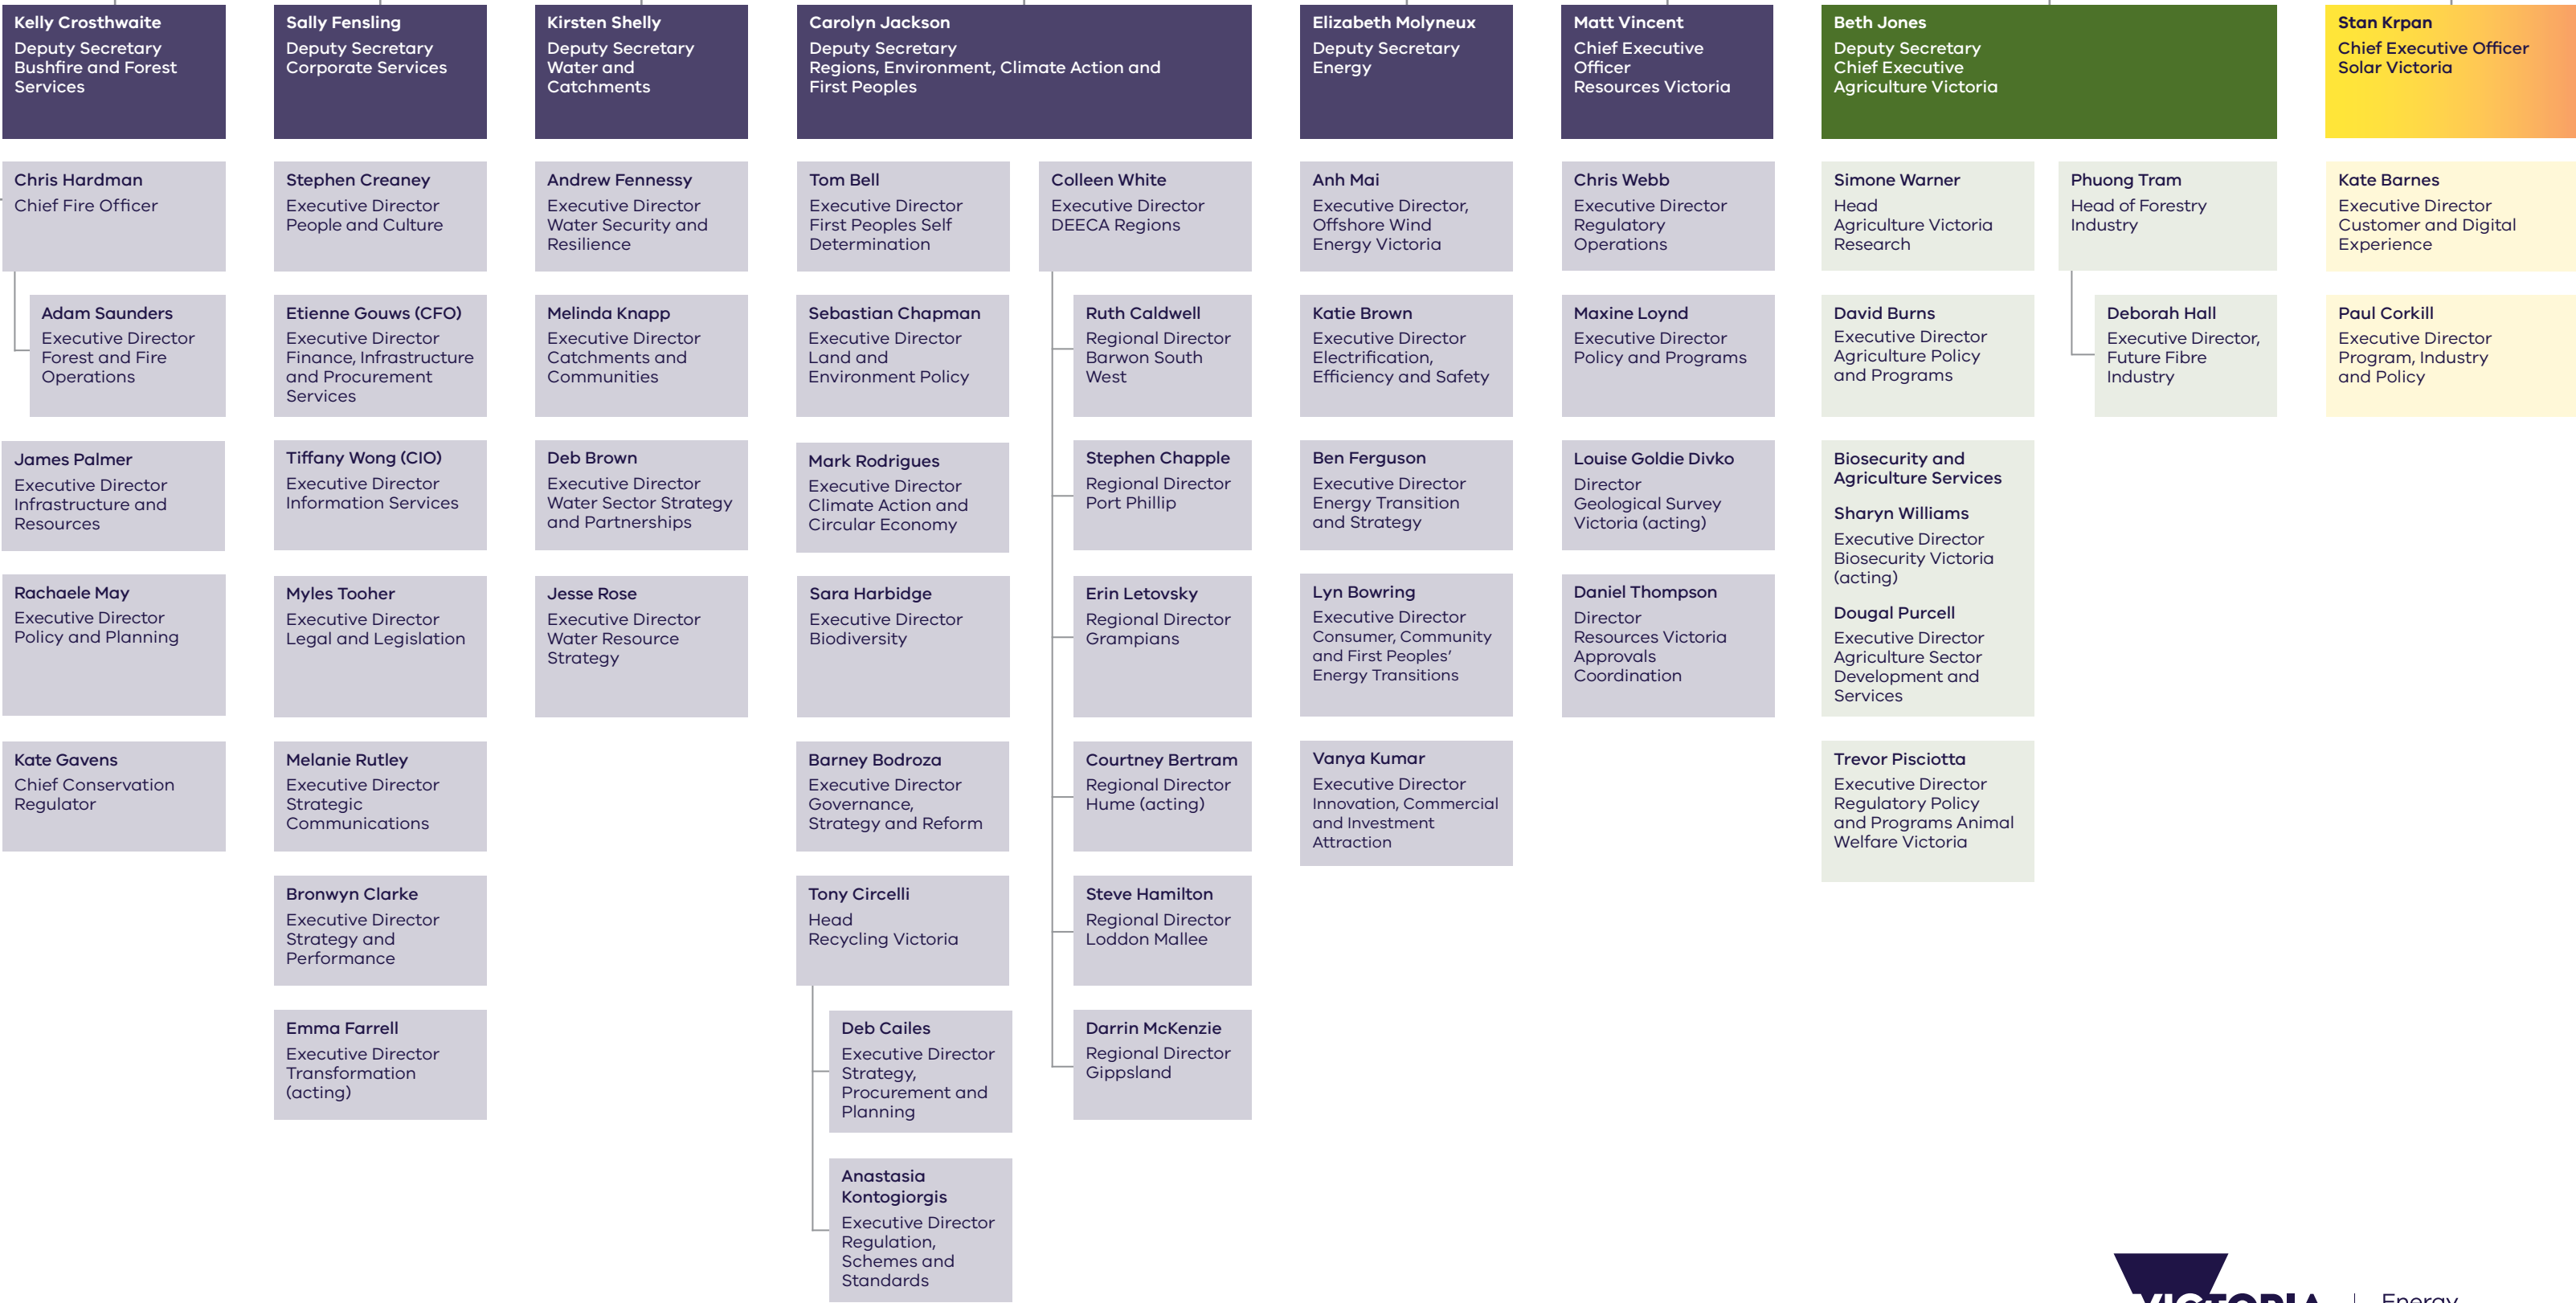 Kelly Crosthwaite
Deputy Secretary
Bushfire and Forest
Services
Chris Hardman
Chief Fire Officer
Adam Saunders
Executive Director
Forest and Fire
Operations
James Palmer
Executive Director
Infrastructure and
Resources
Rachaele May
Executive Director
Policy and Planning
Kate Gavens
Chief Conservation
Regulator
Sally Fensling
Deputy Secretary
Corporate Services
Stephen Creaney
Executive Director
People and Culture
Etienne Gouws (CFO)
Executive Director
Finance, Infrastructure
and Procurement
Services
Tiffany Wong (CIO)
Executive Director
Information Services
Myles Tooher
Executive Director
Legal and Legislation
Melanie Rutley
Executive Director
Strategic
Communications
Bronwyn Clarke
Executive Director
Strategy and
Performance
Emma Farrell
Executive Director
Transformation
(acting)
Kirsten Shelly
Deputy Secretary
Water and
Catchments
Andrew Fennessy
Executive Director
Water Security and
Resilience
Melinda Knapp
Executive Director
Catchments and
Communities
Deb Brown
Executive Director
Water Sector Strategy
and Partnerships
Jesse Rose
Executive Director
Water Resource
Strategy
Carolyn Jackson
Deputy Secretary
Regions, Environment, Climate Action and
First Peoples
Tom Bell
Executive Director
First Peoples Self
Determination
Sebastian Chapman
Executive Director
Land and
Environment Policy
Mark Rodrigues
Executive Director
Climate Action and
Circular Economy
Sara Harbidge
Executive Director
Biodiversity
Barney Bodroza
Executive Director
Governance,
Strategy and Reform
Tony Circelli
Head
Recycling Victoria
Deb Cailes
Executive Director
Strategy,
Procurement and
Planning
Anastasia
Kontogiorgis
Executive Director
Regulation,
Schemes and
Standards
Colleen White
Executive Director
DEECA Regions
Ruth Caldwell
Regional Director
Barwon South
West
Stephen Chapple
Regional Director
Port Phillip
Erin Letovsky
Regional Director
Grampians
Courtney Bertram
Regional Director
Hume (acting)
Steve Hamilton
Regional Director
Loddon Mallee
Darrin McKenzie
Regional Director
Gippsland
Elizabeth Molyneux
Deputy Secretary
Energy
Anh Mai
Executive Director,
Offshore Wind
Energy Victoria
Katie Brown
Executive Director
Electrification,
Efficiency and Safety
Ben Ferguson
Executive Director
Energy Transition
and Strategy
Lyn Bowring
Executive Director
Consumer, Community
and First Peoples’
Energy Transitions
Vanya Kumar
Executive Director
Innovation, Commercial
and Investment
Attraction
Matt Vincent
Chief Executive
Officer
Resources Victoria
Chris Webb
Executive Director
Regulatory
Operations
Maxine Loynd
Executive Director
Policy and Programs
Louise Goldie Divko
Director
Geological Survey
Victoria (acting)
Daniel Thompson
Director
Resources Victoria
Approvals
Coordination
Beth Jones
Deputy Secretary
Chief Executive
Agriculture Victoria
Simone Warner
Head
Agriculture Victoria
Research
David Burns
Executive Director
Agriculture Policy
and Programs
Biosecurity and
Agriculture Services
Sharyn Williams
Executive Director
Biosecurity Victoria
(acting)
Dougal Purcell
Executive Director
Agriculture Sector
Development and
Services
Trevor Pisciotta
Executive Director
Regulatory Policy
and Programs Animal
Welfare Victoria
Phuong Tram
Head of Forestry
Industry
Deborah Hall
Executive Director,
Future Fibre
Industry
Stan Krpan
Chief Executive Officer
Solar Victoria
Kate Barnes
Executive Director
Customer and Digital
Experience
Paul Corkill
Executive Director
Program, Industry
and Policy
VICTORIA
Energy